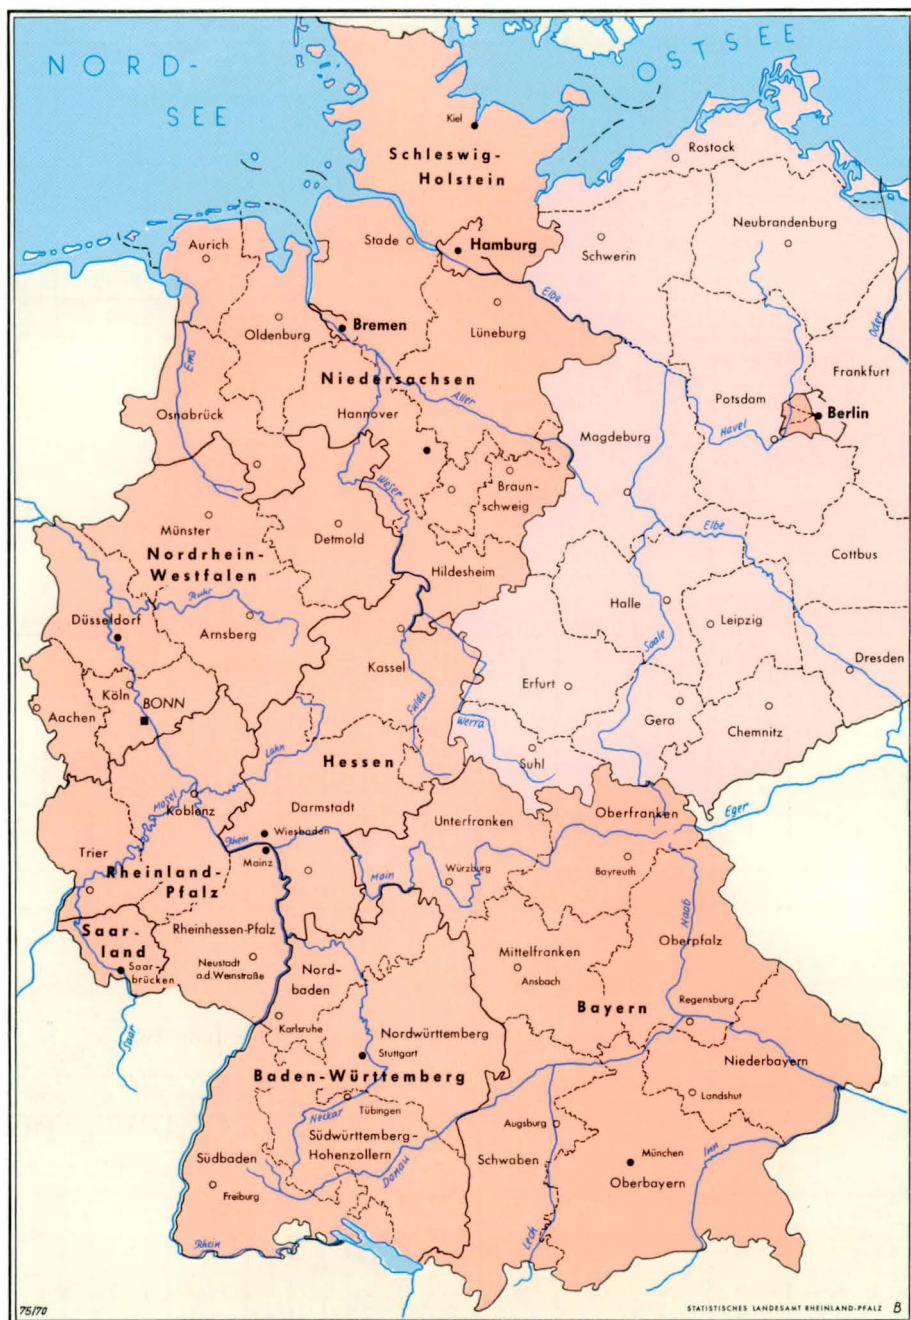 NORD-
SEE
OSTSEE
Kiel
Schleswig-
Holstein
Rostock
Neubrandenburg
Aurich
Stade
Hamburg
Schwerin
Elbe
Oder
Oldenburg
Bremen
Lüneburg
Ems
Niedersachsen
Aller
Frankfurt
Potsdam
Berlin
Osnabrück
Hannover
Magdeburg
Havel
Weser
Braun-
schweig
Münster
Detmold
Elbe
Nordrhein-
Westfalen
Hildesheim
Cottbus
Ruhr
Halle
Düsseldorf
Arnsberg
Leipzig
Kassel
Saale
Dresden
Köln
Erfurt
Aachen
BONN
Fulda
Werra
Gera
Chemnitz
Lahn
Hessen
Suhl
Mosel
Koblenz
Darmstadt
Oberfranken
Eger
Unterfranken
Rhein
Wiesbaden
Mainz
Trier
Rheinland-
Pfalz
Main
Würzburg
Bayreuth
Naab
Saar-
land
Rheinhessen-Pfalz
Mittelfranken
Oberpfalz
Saar-
brücken
Neustadt
a.d.Weinstraße
Nord-
baden
Ansbach
Bayern
Regensburg
Saar
Karlsruhe
Nordwürttemberg
Stuttgart
Niederbayern
Baden-Württemberg
Landshut
Neckar
Tübingen
Augsburg
Südwürttemberg-
Hohenzollern
Südbaden
Donau
Schwaben
München
Inn
Oberbayern
Freiburg
Rhein
Lech
75/70
STATISTISCHES LANDESAMT RHEINLAND-PFALZ B